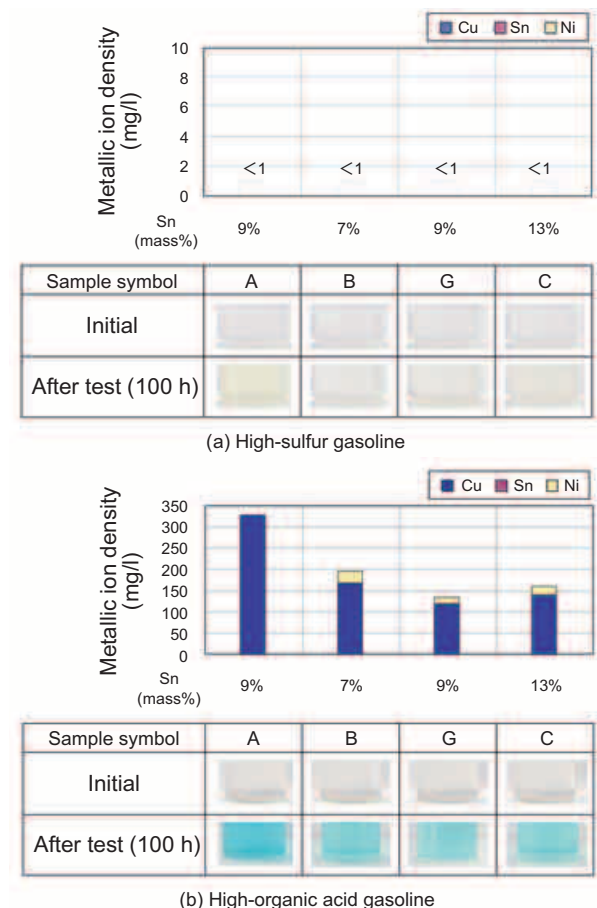 Cu Sn Ni
Metallic ion density
(mg/l)
10
8
6
4
2
0
<1 <1 <1 <1
Sn
(mass%)
9% 7% 9% 13%
Sample symbol A B G C
Initial
After test (100 h)
(a) High-sulfur gasoline
Cu Sn Ni
Metallic ion density
(mg/l)
350
300
250
200
150
100
50
0
Sn
(mass%)
9% 7% 9% 13%
Sample symbol A B G C
Initial
After test (100 h)
(b) High-organic acid gasoline